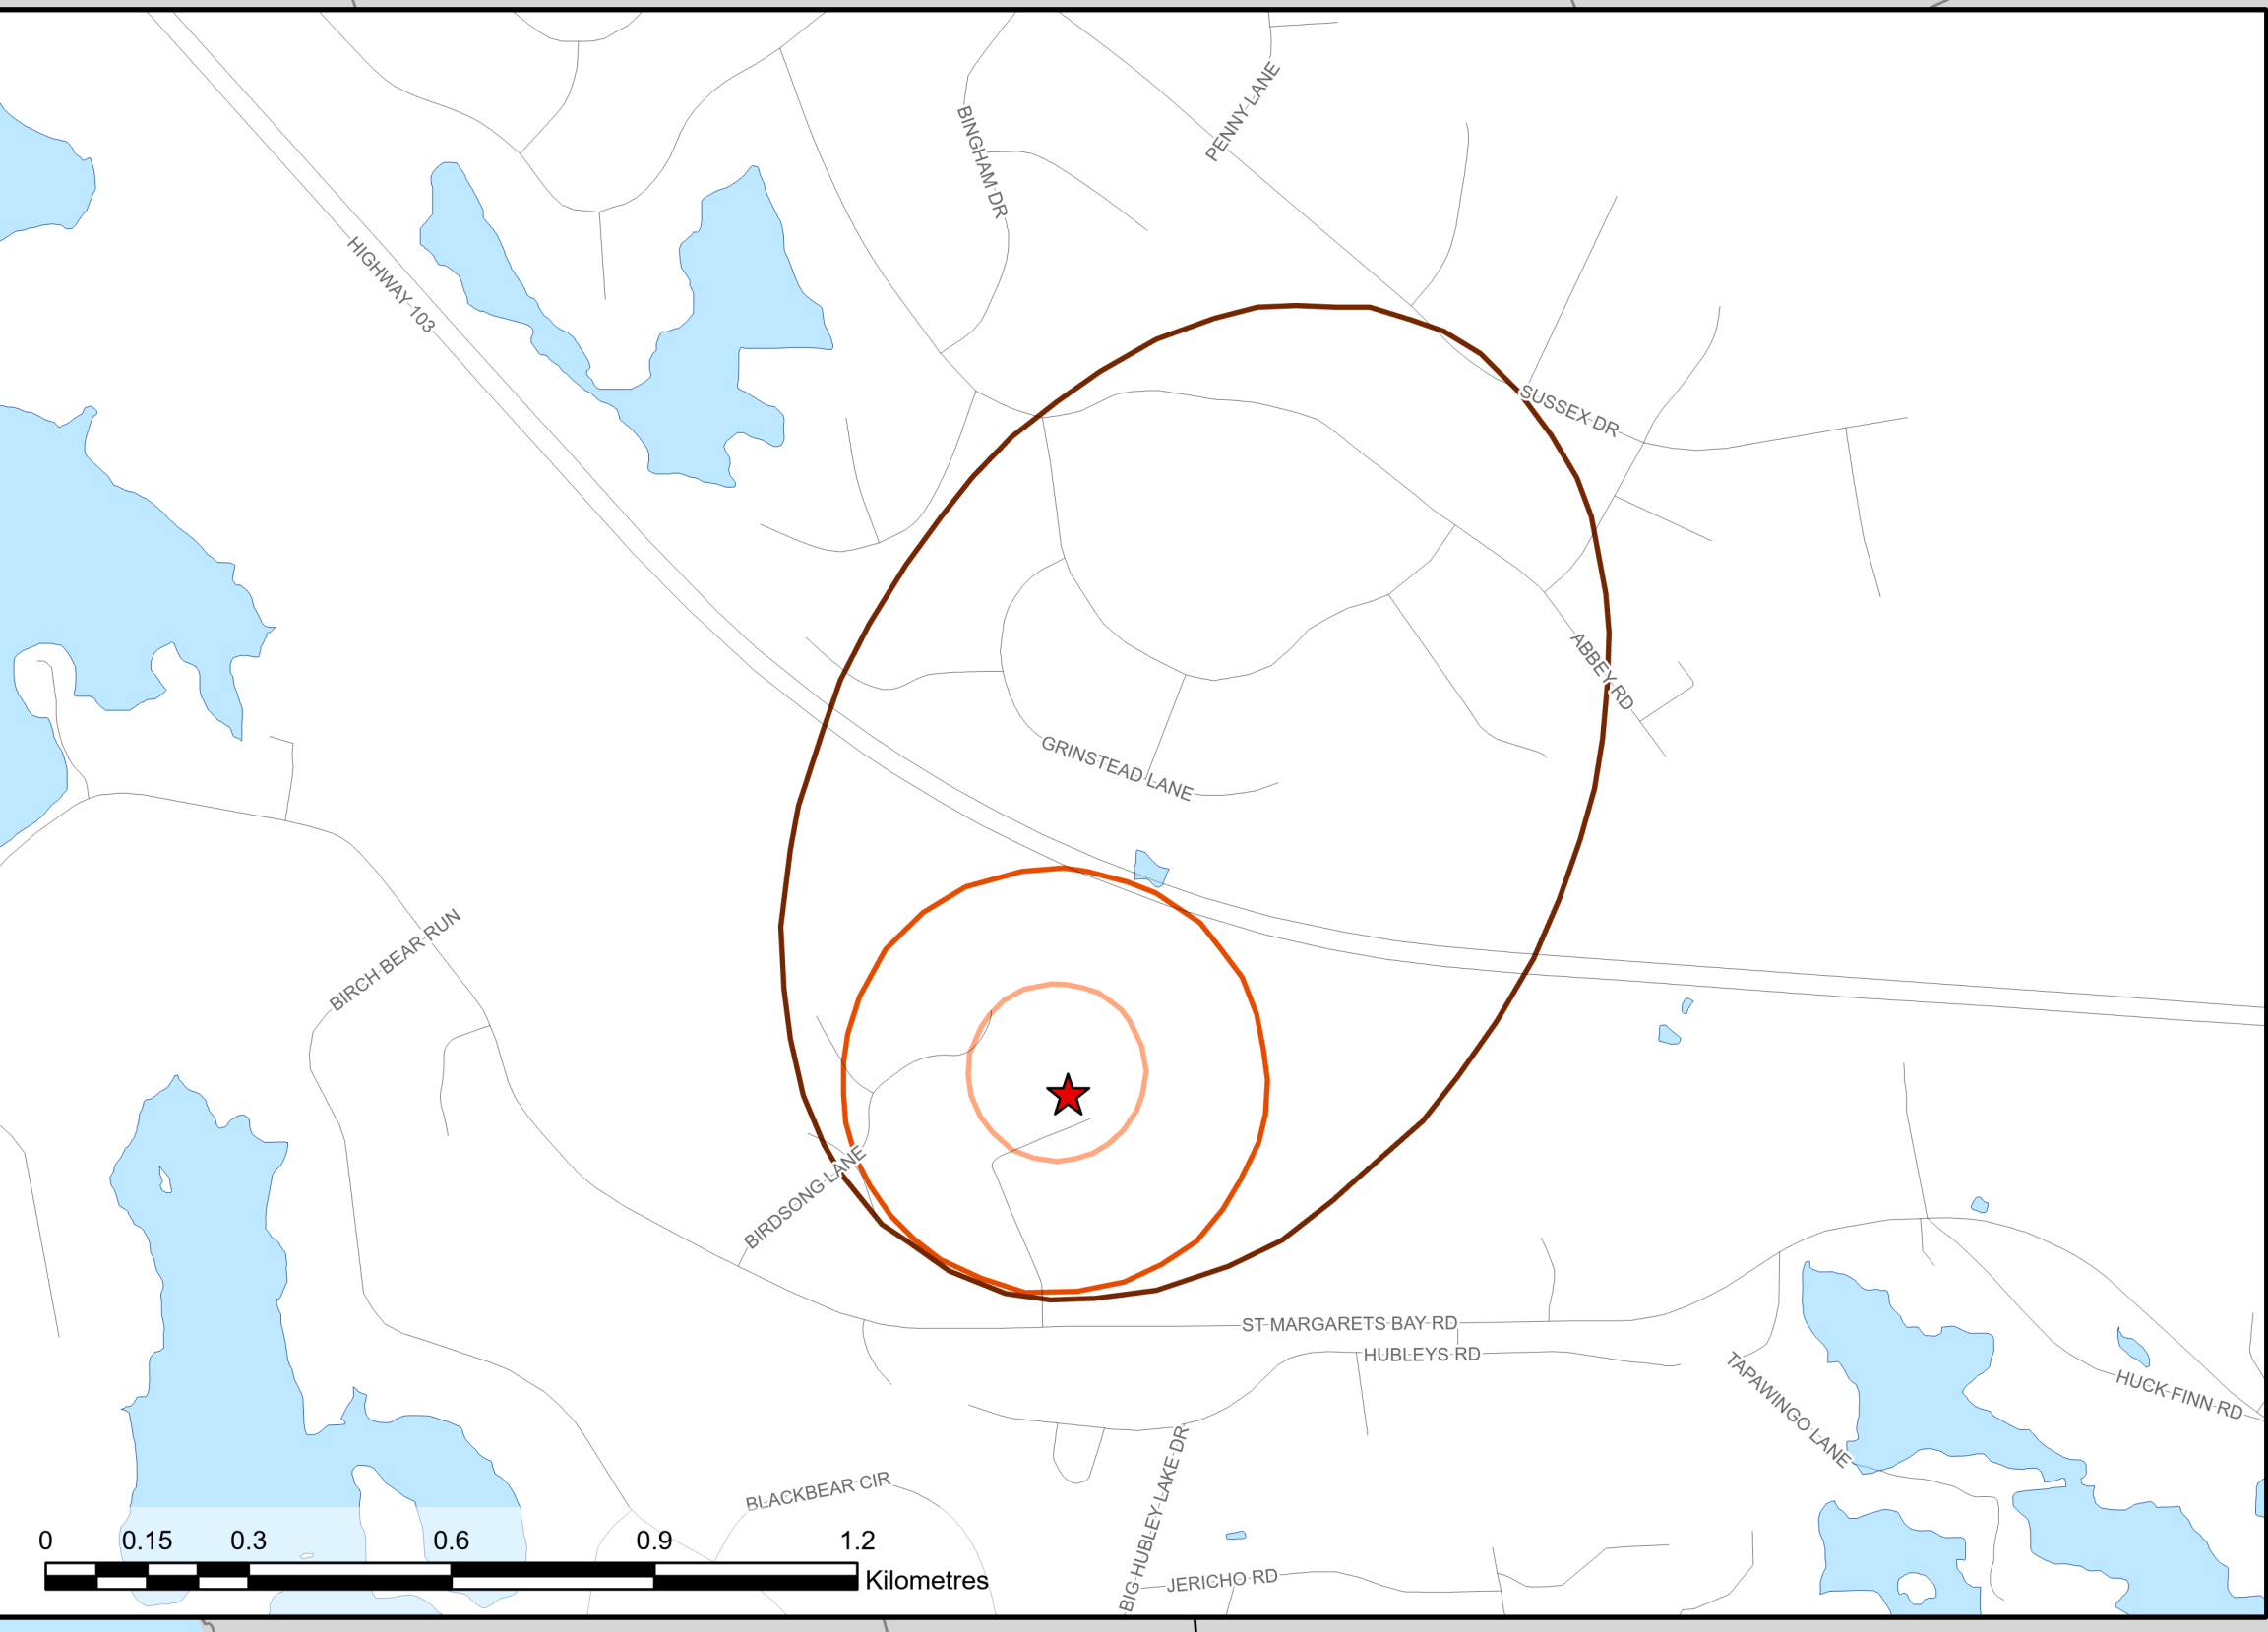 PENNY LANE
BINGHAM DR
HIGHWAY 103
SUSSEX DR
ABBEY RD
GRINSTEAD LANE
BIRCH BEAR RUN
BIRDSONG LANE
ST MARGARETS BAY RD
HUBLEYS RD
TAPAWINGO LANE
HUCK FINN RD
BLACKBEAR CIR
BIG HUBLEY LAKE DR
JERICHO RD
0 0.15 0.3 0.6 0.9 1.2
Kilometres